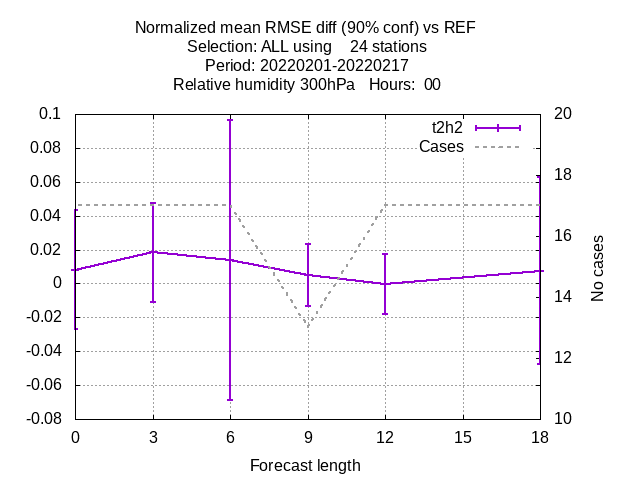 Normalized mean RMSE diff (90% conf) vs REF
Selection: ALL using    24 stations
Period: 20220201-20220217
Relative humidity 300hPa   Hours:  00
0.1
0.08
0.06
0.04
0.02
0
-0.02
-0.04
-0.06
-0.08
t2h2
Cases
20
18
16
14
12
10
No cases
0 3 6 9 12 15 18
Forecast length